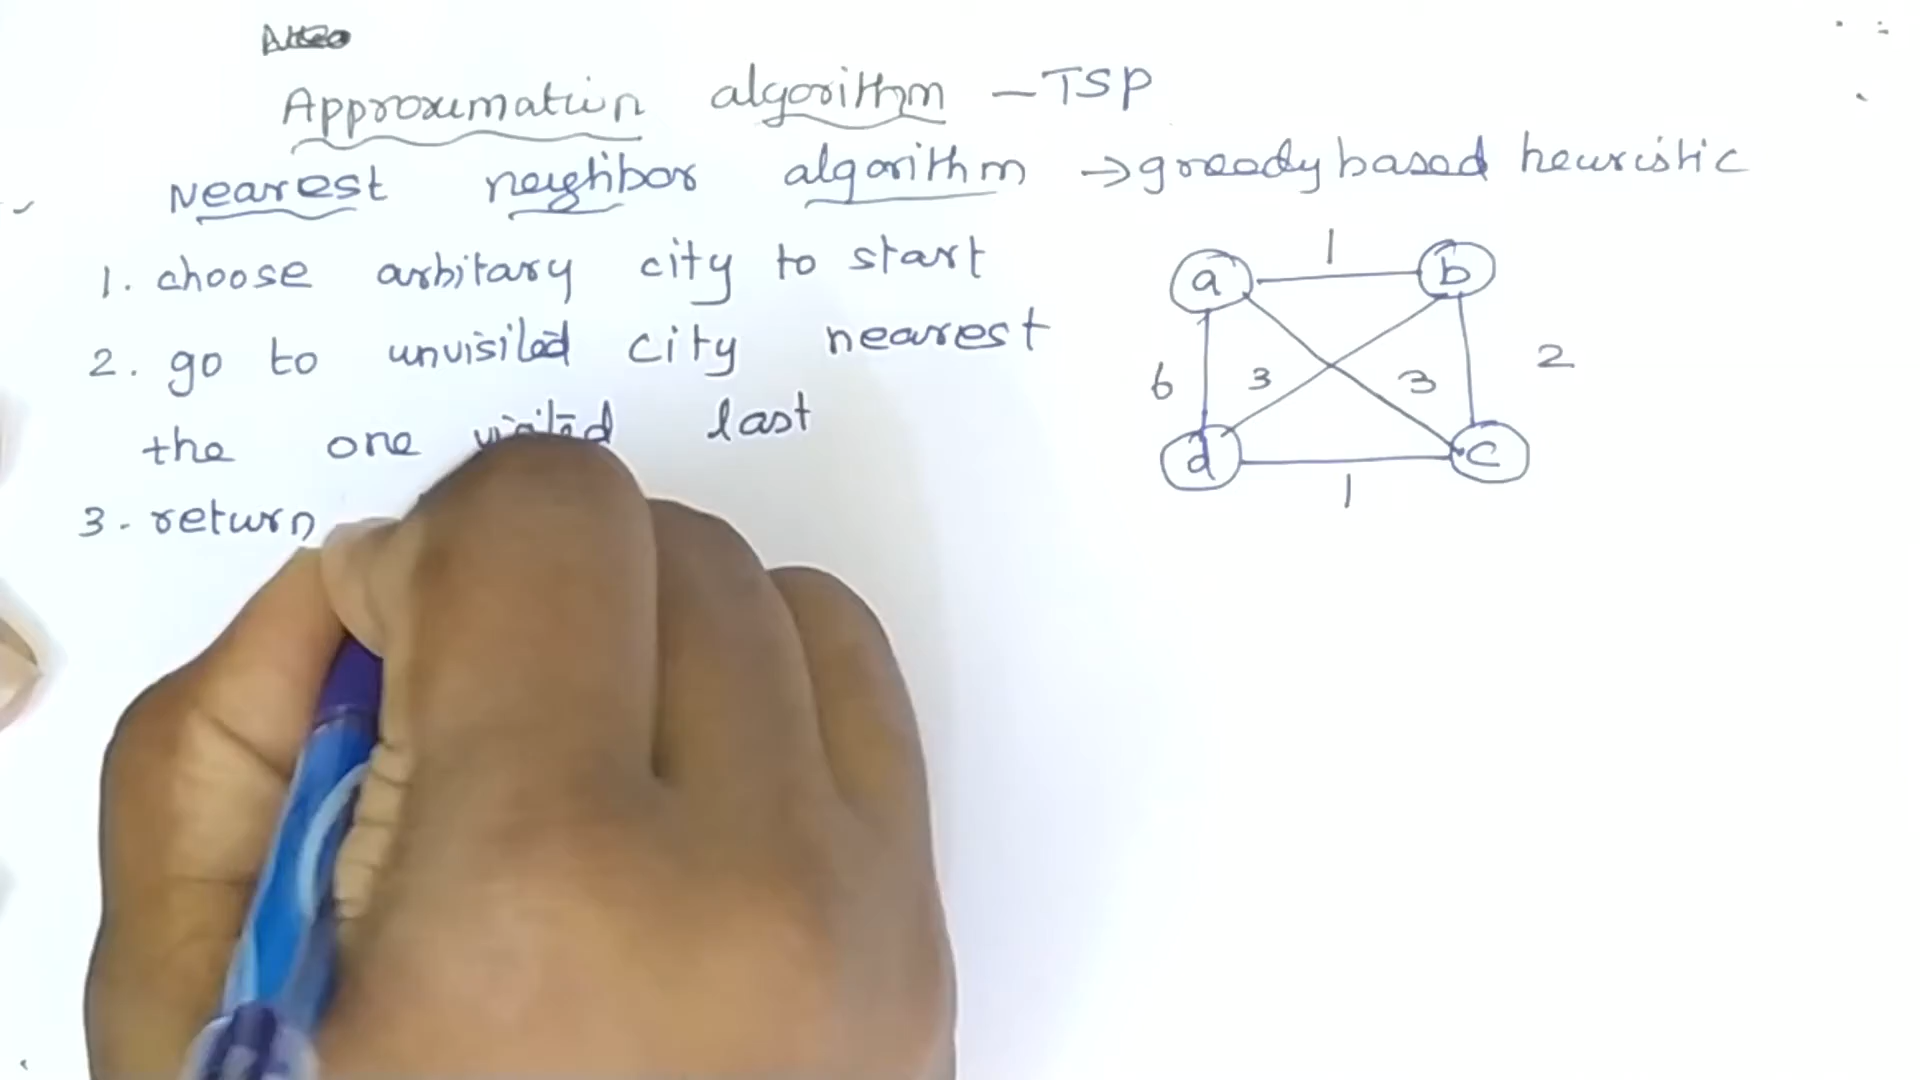 Approximation algorithm - TSP
Nearest neighbor algorithm → greedy based heuristic
1. choose arbitary city to start
2. go to unvisited city nearest
the one visited last
3. return
a 1 b
6 3 3 2
d 1 c